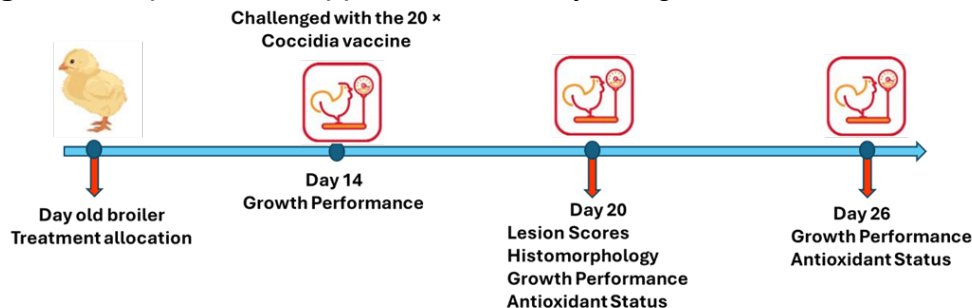 Challenged with the 20 ×
Coccidia vaccine
Day old broiler
Treatment allocation
Day 14
Growth Performance
Day 20
Lesion Scores
Histomorphology
Growth Performance
Antioxidant Status
Day 26
Growth Performance
Antioxidant Status